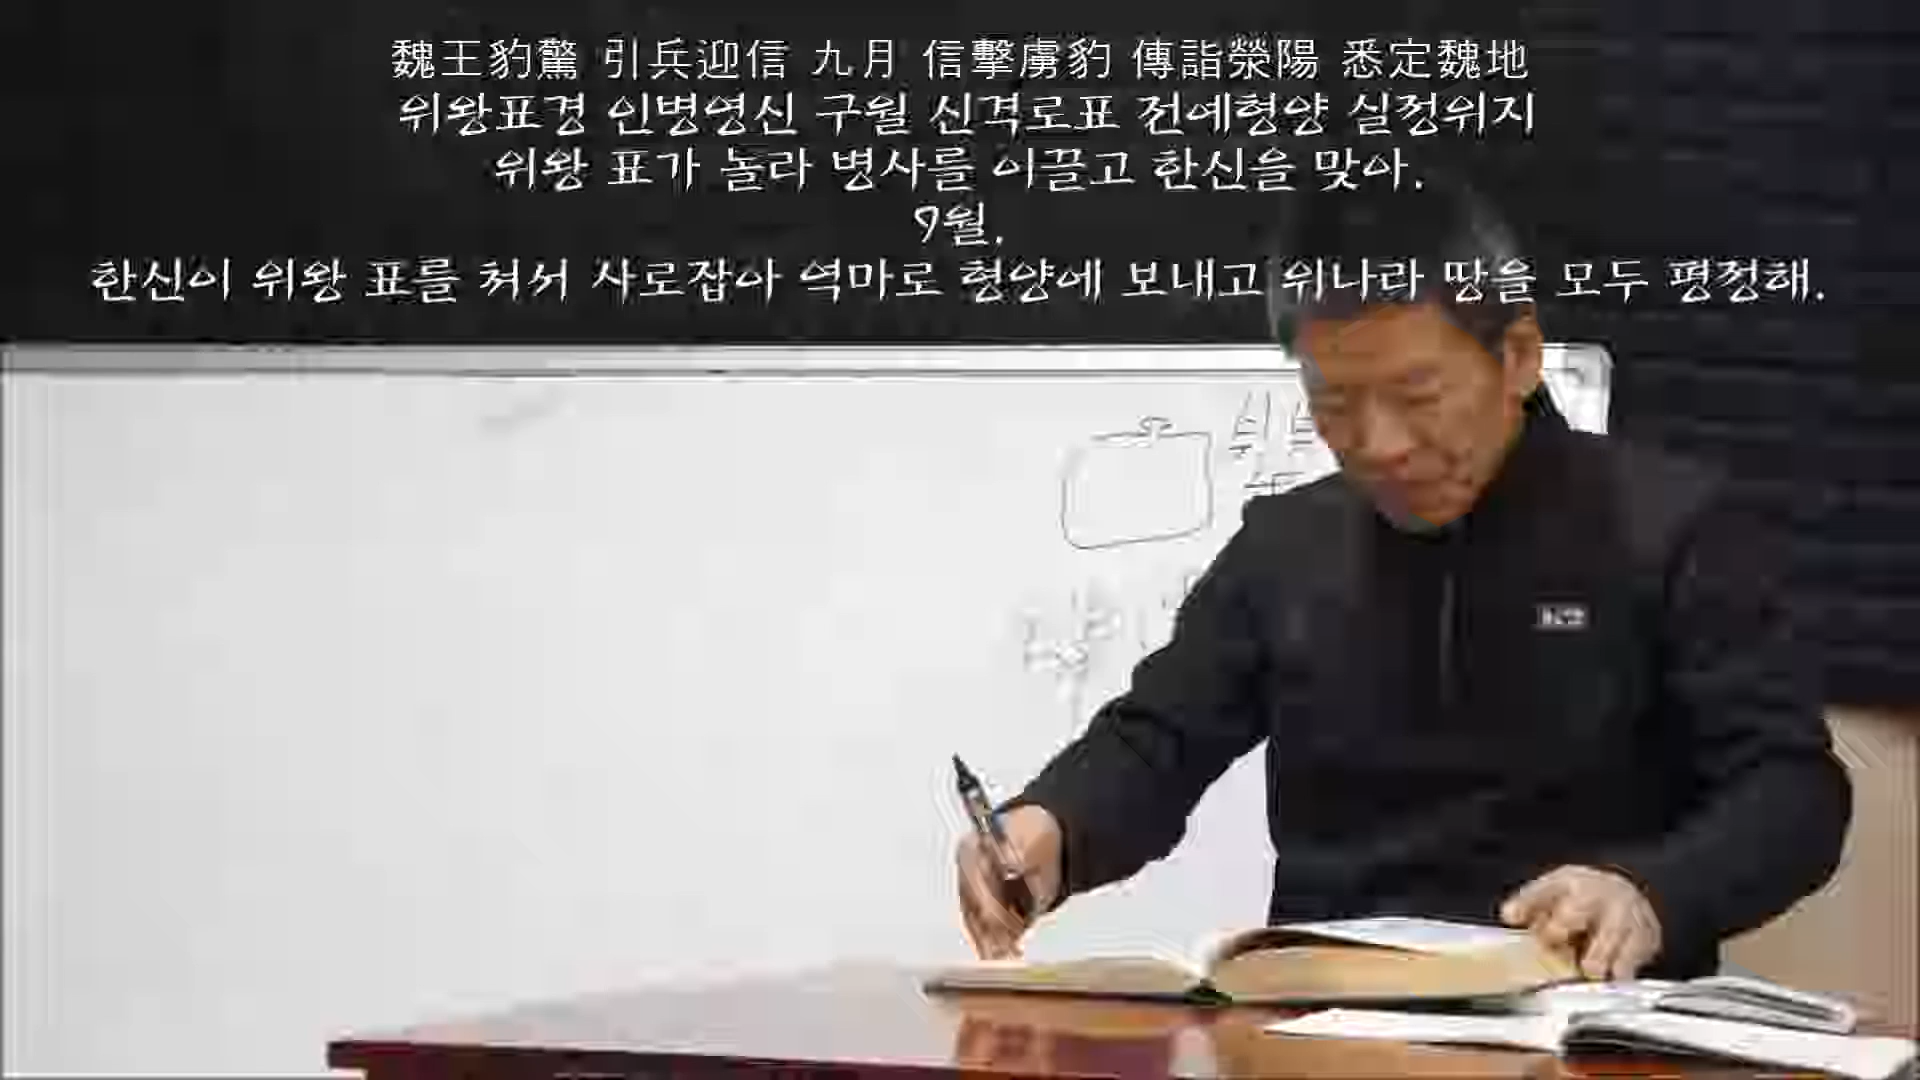 魏王豹驚 引兵迎信 九月 信擊虜豹 傳詣滎陽 悉定魏地
위왕표경 인병영신 구월 신격로표 전예형양 실정위지
위왕 표가 놀라 병사를 이끌고 한신을 맞아.
9월.
한신이 위왕 표를 쳐서 사로잡아 역마로 형양에 보내고 위나라 땅을 모두 평정해.